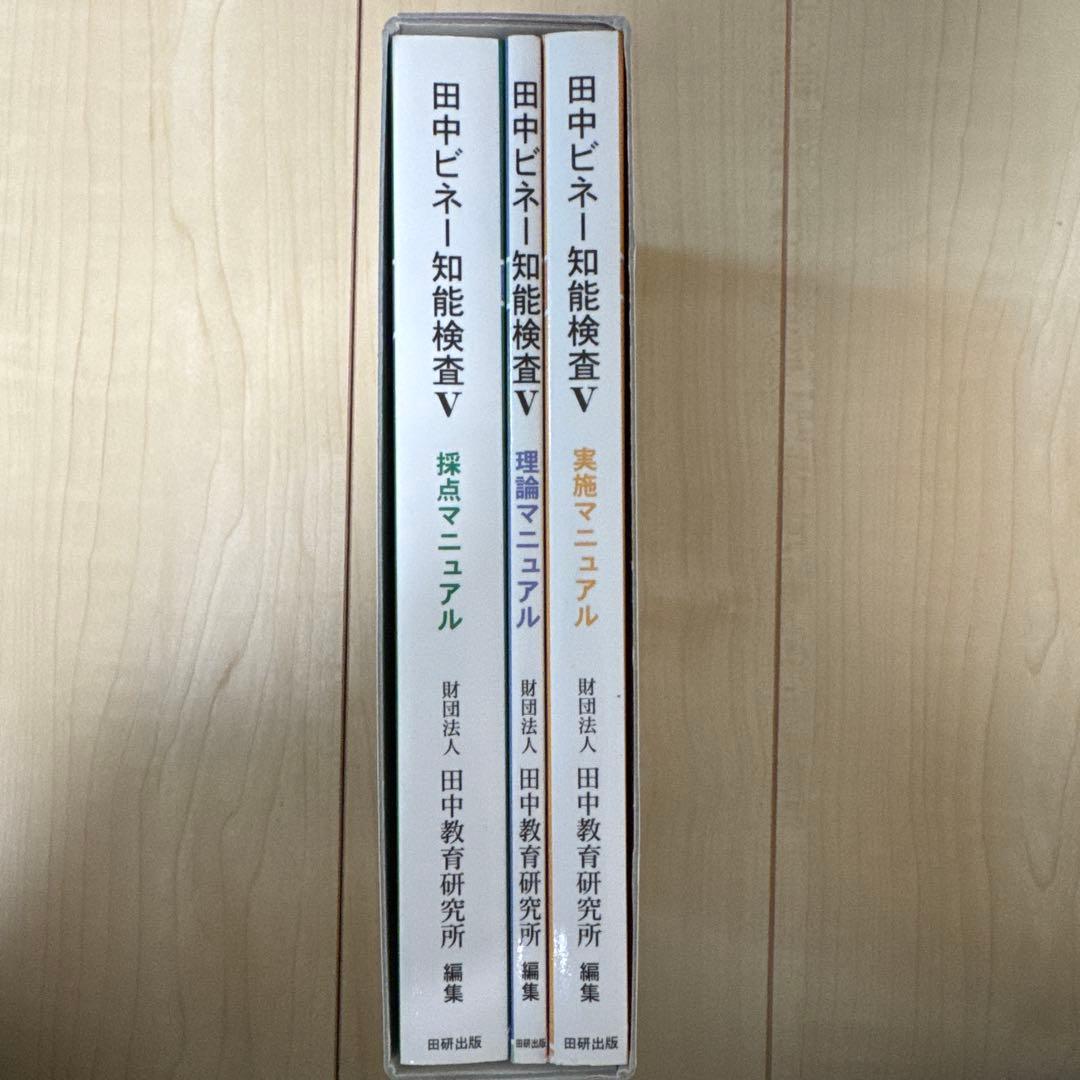 田中ビネー知能検査Ⅴ
採点マニュアル
財団法人 田中教育研究所 編集
田研出版
田中ビネー知能検査Ⅴ
理論マニュアル
財団法人 田中教育研究所 編集
田研出版
田中ビネー知能検査Ⅴ
実施マニュアル
財団法人 田中教育研究所 編集
田研出版